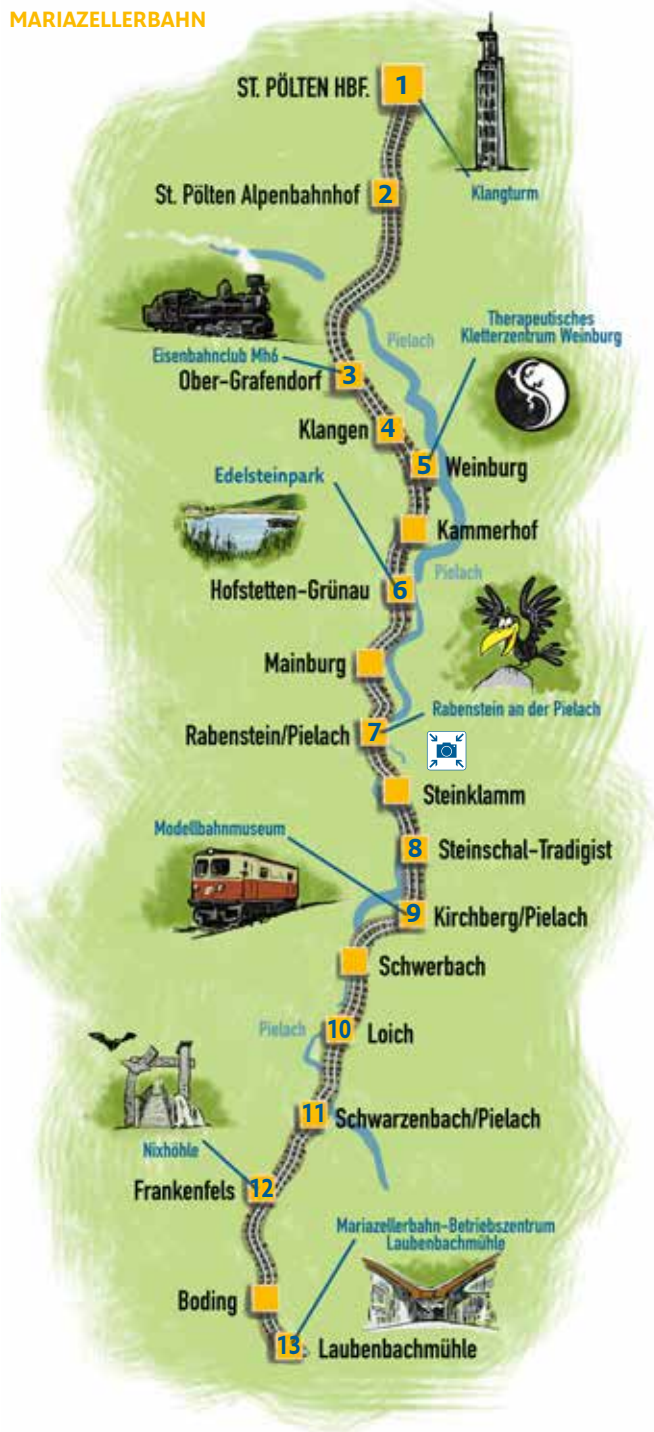 MARIAZELLERBAHN
ST. PÖLTEN HBF.
1
Klangturm
St. Pölten Alpenbahnhof
2
Pielach
Therapeutisches
Kletterzentrum Weinburg
Eisenbahnclub Mh6
Ober-Grafendorf
3
Klangen
4
5
Weinburg
Edelsteinpark
Kammerhof
Pielach
Hofstetten-Grünau
6
Mainburg
Rabenstein an der Pielach
Rabenstein/Pielach
7
Steinklamm
Modellbahnmuseum
8
Steinschal-Tradigist
9
Kirchberg/Pielach
Schwerbach
Pielach
10
Loich
11
Schwarzenbach/Pielach
Nixhöhle
Frankenfels
12
Mariazellerbahn-Betriebszentrum
Laubenbachmühle
Boding
13
Laubenbachmühle